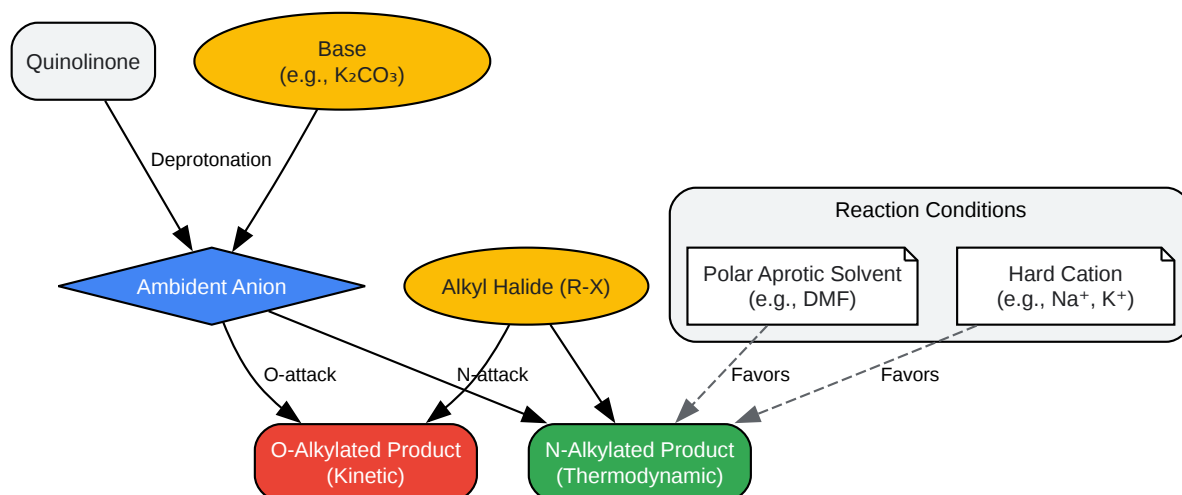 Quinolinone
Base
(e.g., K₂CO₃)
Deprotonation
Reaction Conditions
Ambident Anion
Alkyl Halide (R-X)
Polar Aprotic Solvent
(e.g., DMF)
Hard Cation
(e.g., Na⁺, K⁺)
O-attack
N-attack
Favors
Favors
O-Alkylated Product
(Kinetic)
N-Alkylated Product
(Thermodynamic)